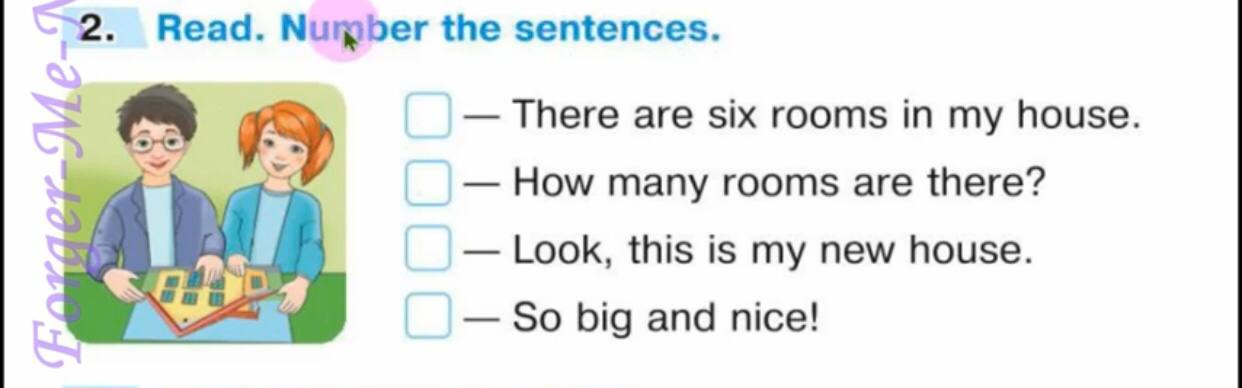 2. Read. Number the sentences.
— There are six rooms in my house.
— How many rooms are there?
— Look, this is my new house.
— So big and nice!
Forger-Me-N